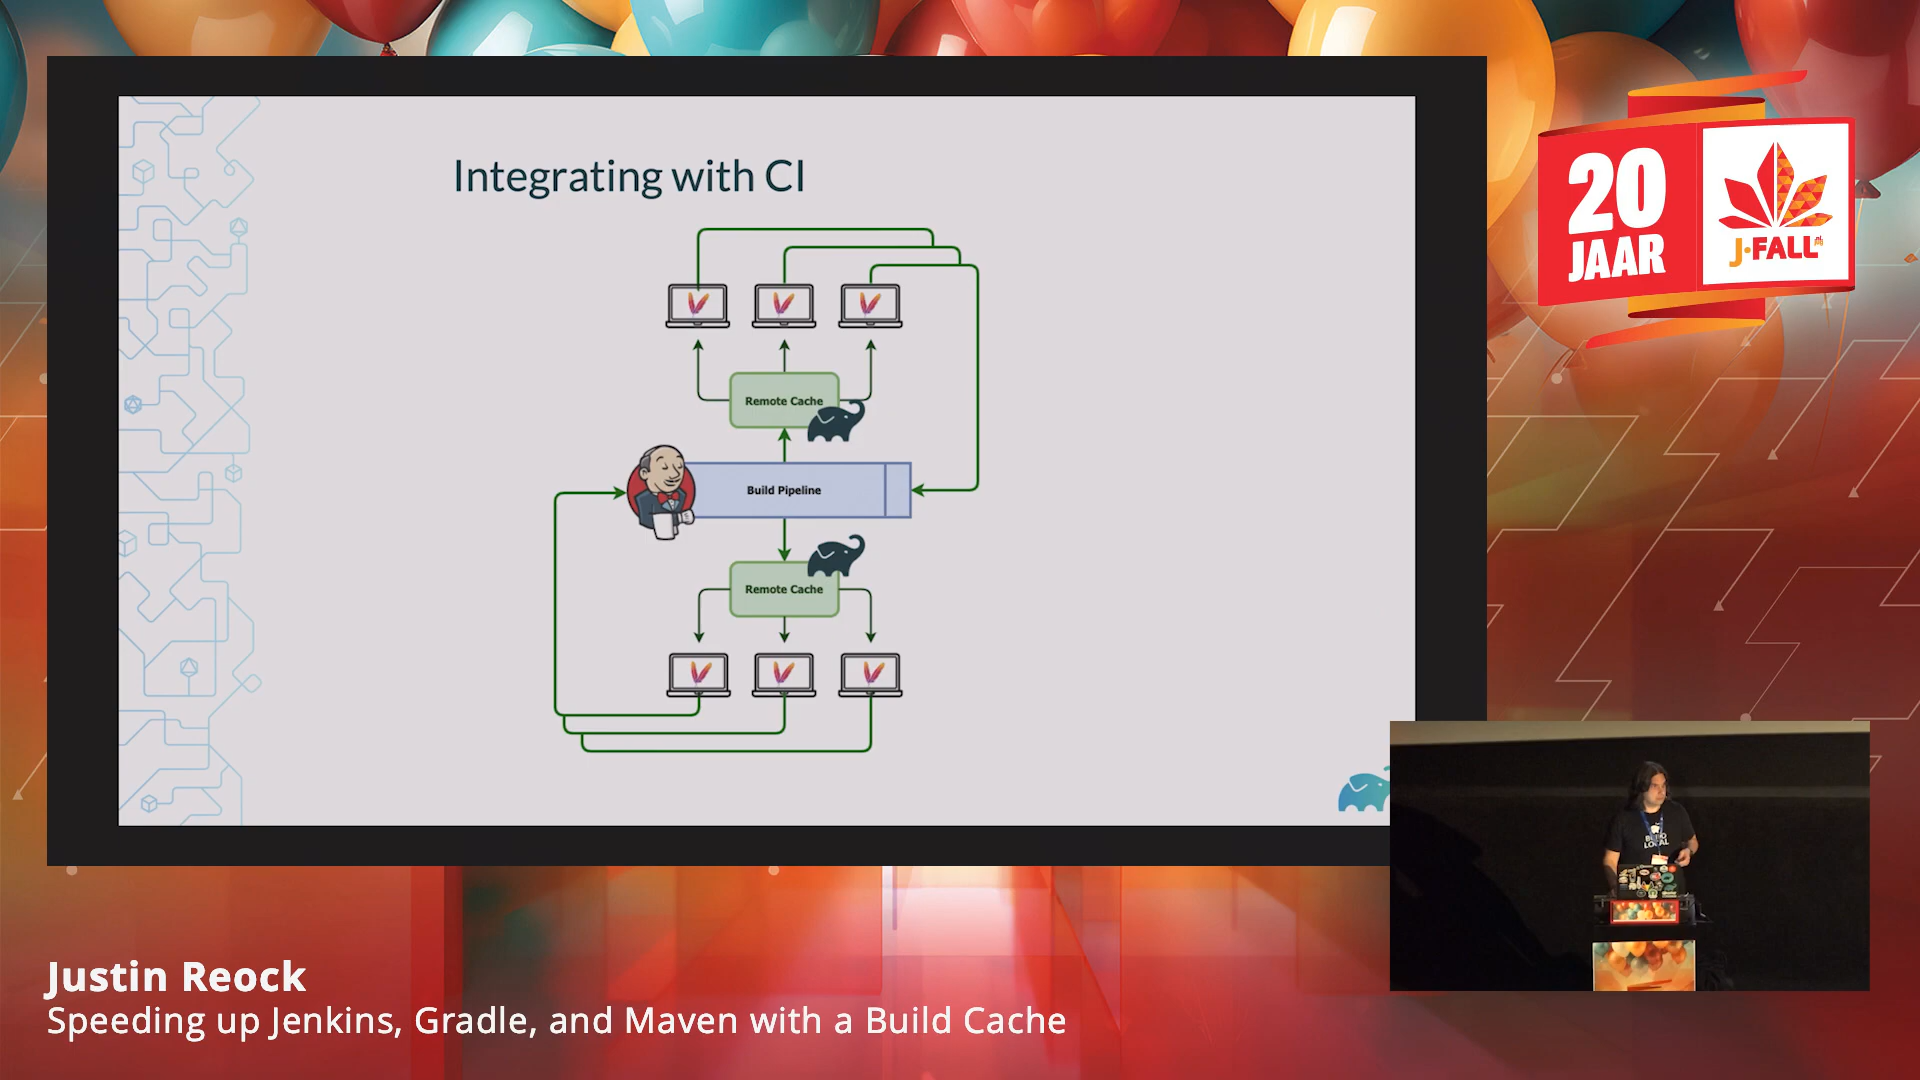 Integrating with CI
Remote Cache
Build Pipeline
Remote Cache
20
JAAR
J·FALL
Justin Reock
Speeding up Jenkins, Gradle, and Maven with a Build Cache